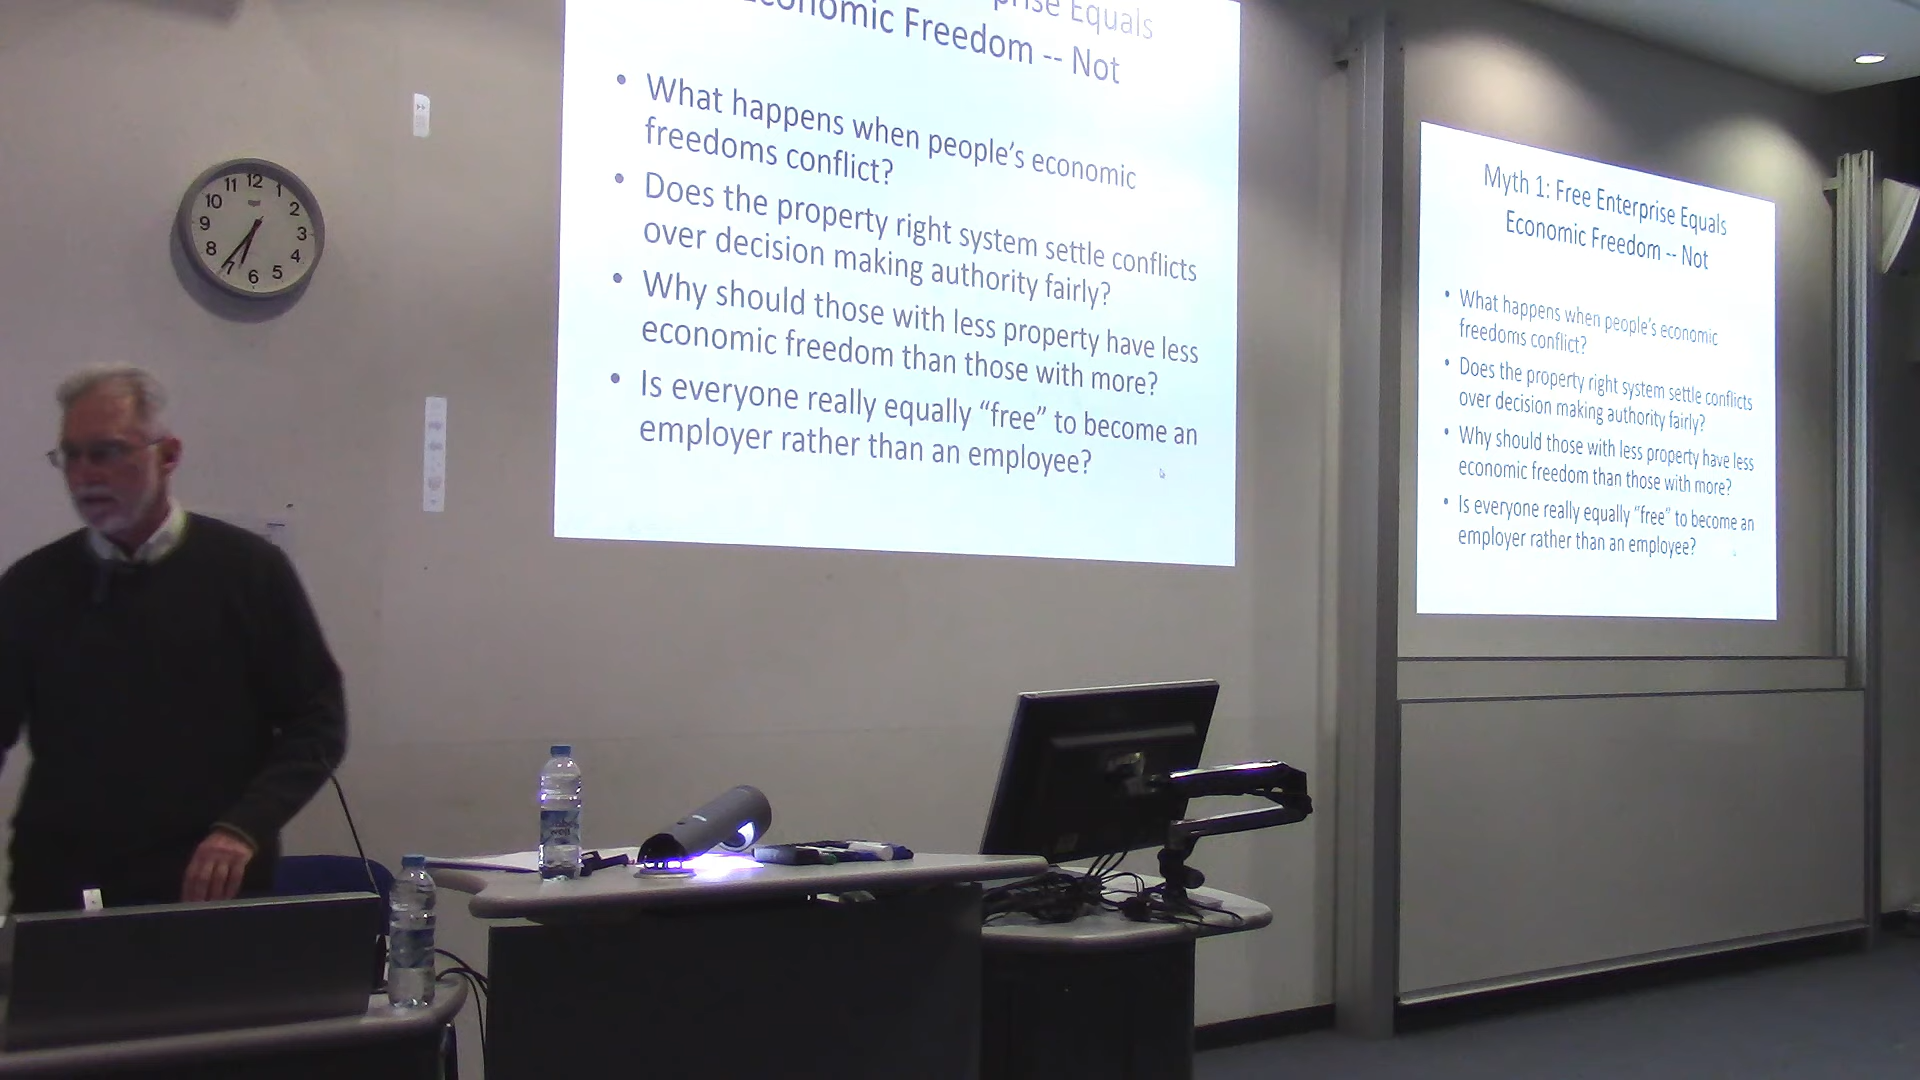 12
1
2
3
4
5
6
7
8
9
10
11
Economic Freedom -- Not
• What happens when people's economic
freedoms conflict?
• Does the property right system settle conflicts
over decision making authority fairly?
• Why should those with less property have less
economic freedom than those with more?
• Is everyone really equally “free” to become an
employer rather than an employee?
Myth 1: Free Enterprise Equals
Economic Freedom -- Not
• What happens when people's economic
freedoms conflict?
• Does the property right system settle conflicts
over decision making authority fairly?
• Why should those with less property have less
economic freedom than those with more?
• Is everyone really equally “free” to become an
employer rather than an employee?